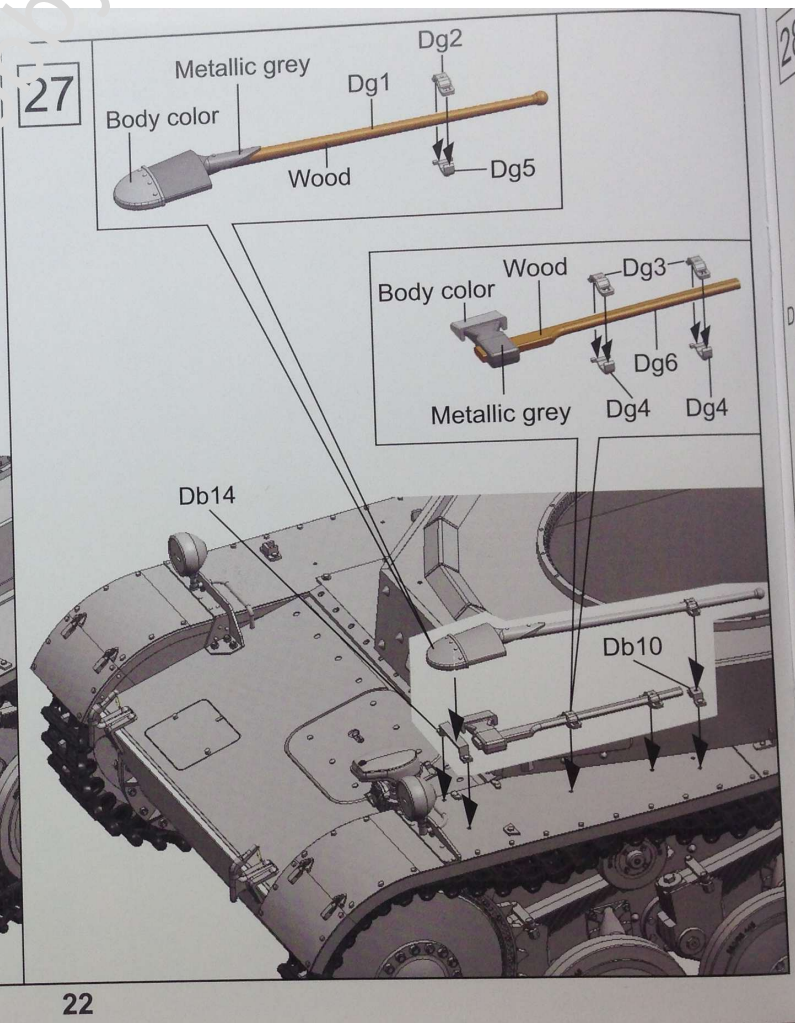 27
Dg2
Metallic grey
Dg1
Body color
Wood
Dg5
Wood
Dg3
Body color
Dg6
Metallic grey
Dg4
Dg4
Db14
Db10
22